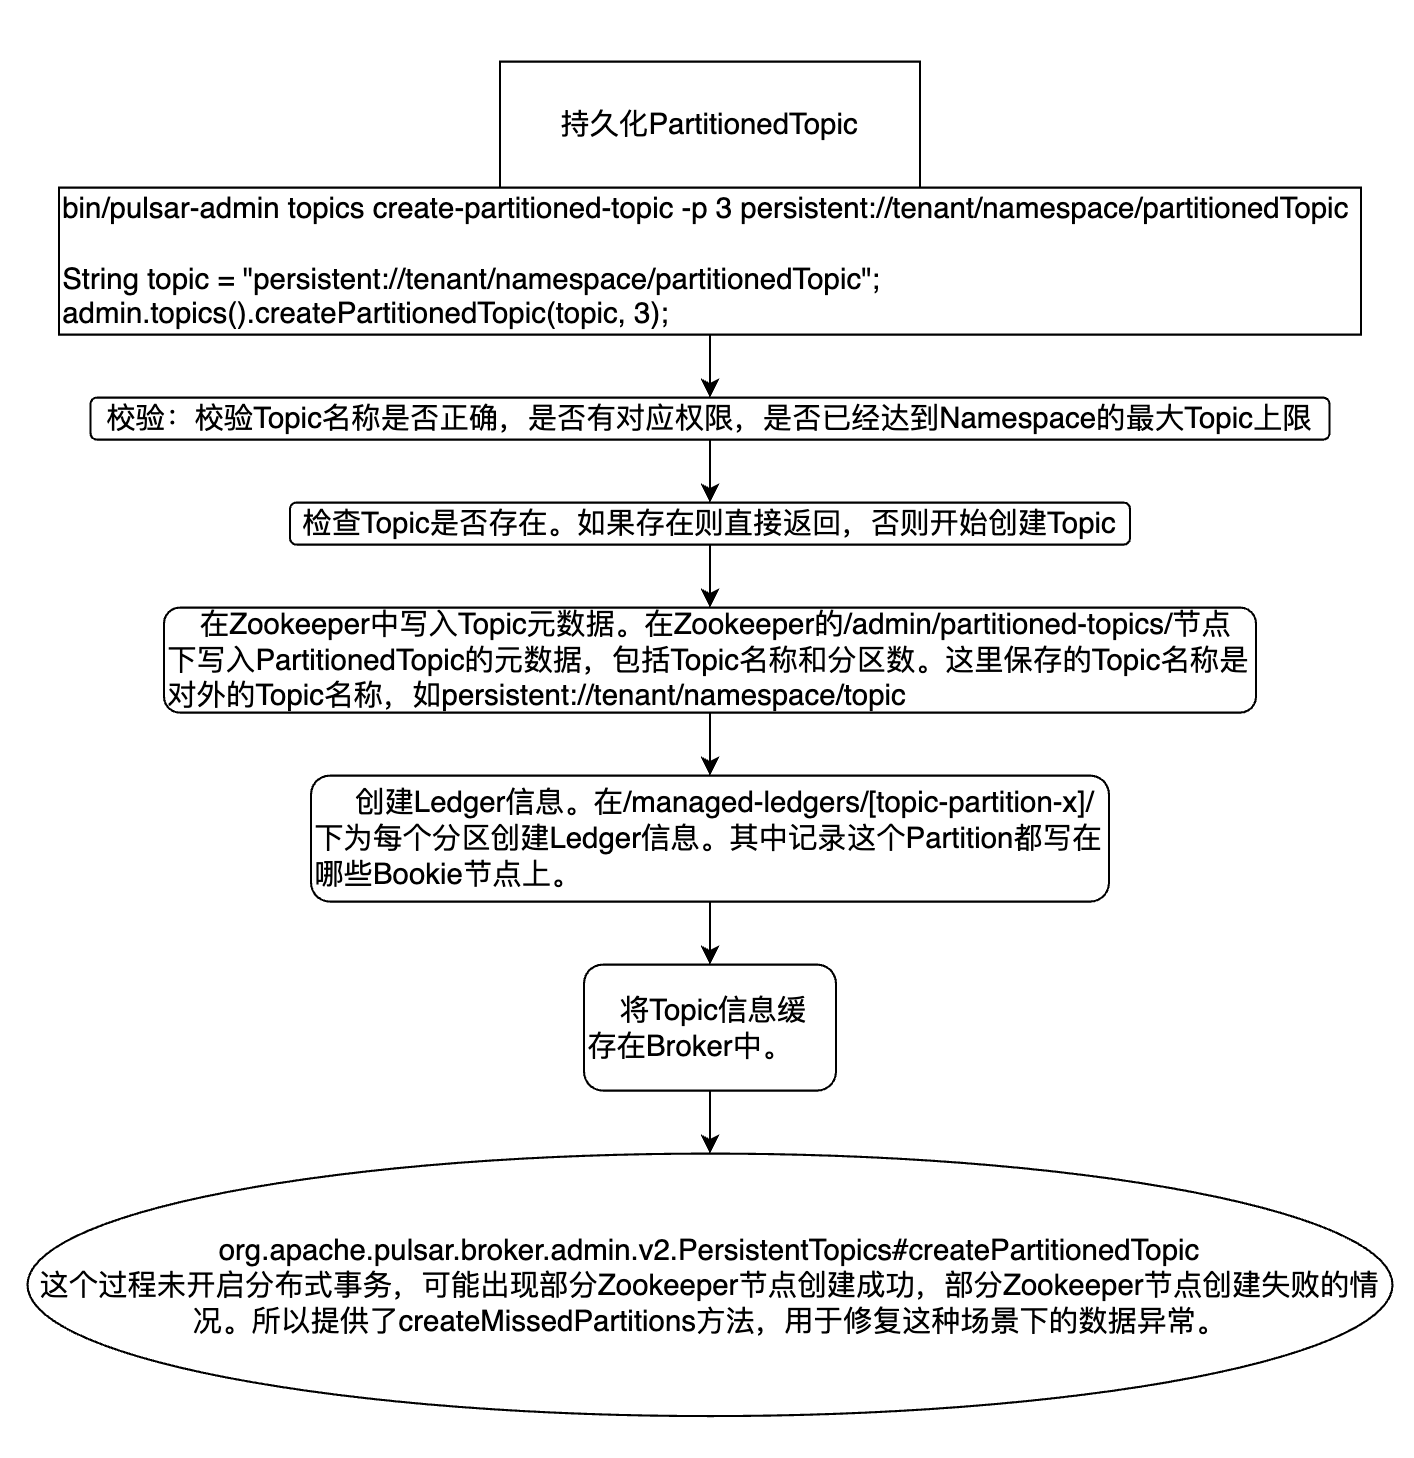 持久化PartitionedTopic
bin/pulsar-admin topics create-partitioned-topic -p 3 persistent://tenant/namespace/partitionedTopic
String topic = "persistent://tenant/namespace/partitionedTopic";
admin.topics().createPartitionedTopic(topic, 3);
校验：校验Topic名称是否正确，是否有对应权限，是否已经达到Namespace的最大Topic上限
检查Topic是否存在。如果存在则直接返回，否则开始创建Topic
在Zookeeper中写入Topic元数据。在Zookeeper的/admin/partitioned-topics/节点
下写入PartitionedTopic的元数据，包括Topic名称和分区数。这里保存的Topic名称是
对外的Topic名称，如persistent://tenant/namespace/topic
创建Ledger信息。在/managed-ledgers/[topic-partition-x]/
下为每个分区创建Ledger信息。其中记录这个Partition都写在
哪些Bookie节点上。
将Topic信息缓
存在Broker中。
org.apache.pulsar.broker.admin.v2.PersistentTopics#createPartitionedTopic
这个过程未开启分布式事务，可能出现部分Zookeeper节点创建成功，部分Zookeeper节点创建失败的情
况。所以提供了createMissedPartitions方法，用于修复这种场景下的数据异常。